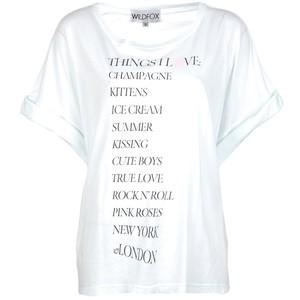 WILDFOX
THINGS I LOVE:
CHAMPAGNE
KITTENS
ICE CREAM
SUMMER
KISSING
CUTE BOYS
TRUE LOVE
ROCK N' ROLL
PINK ROSES
NEW YORK
&LONDON